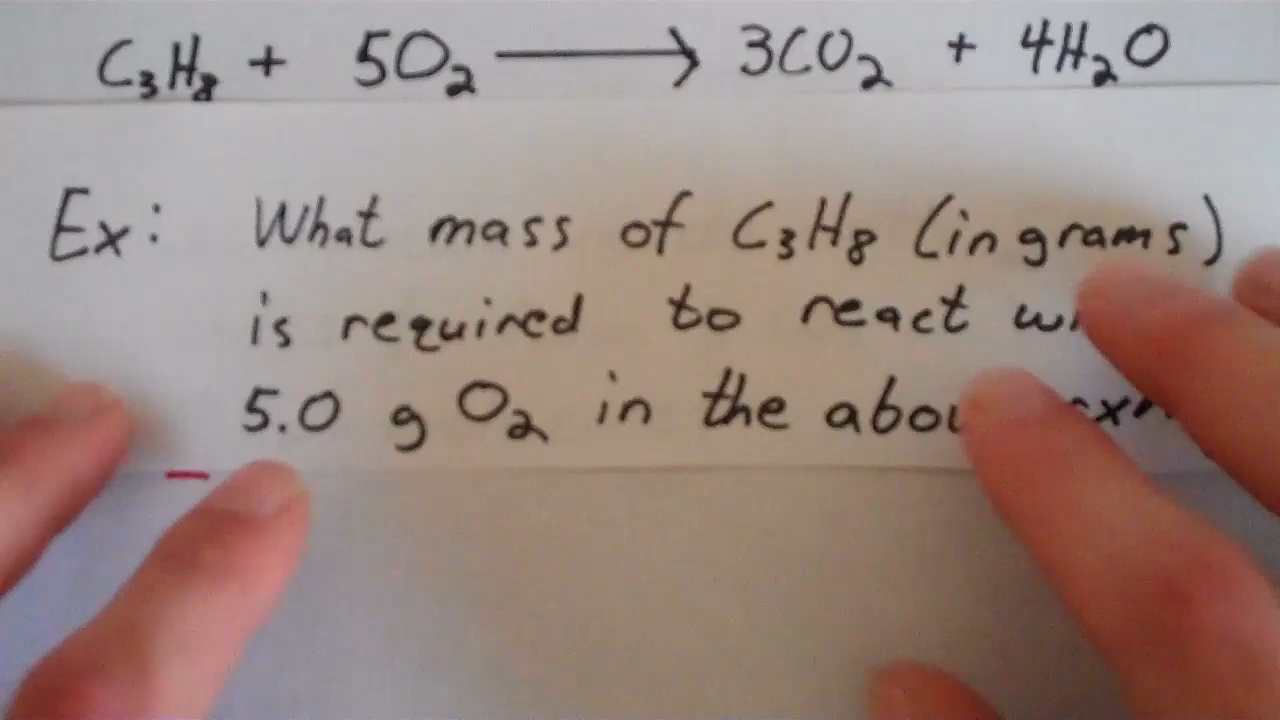 C₃H₈ + 5O₂ ⟶ 3CO₂ + 4H₂O
Ex: What mass of C₃H₈ (in grams)
is required to react
5.0 g O₂ in the